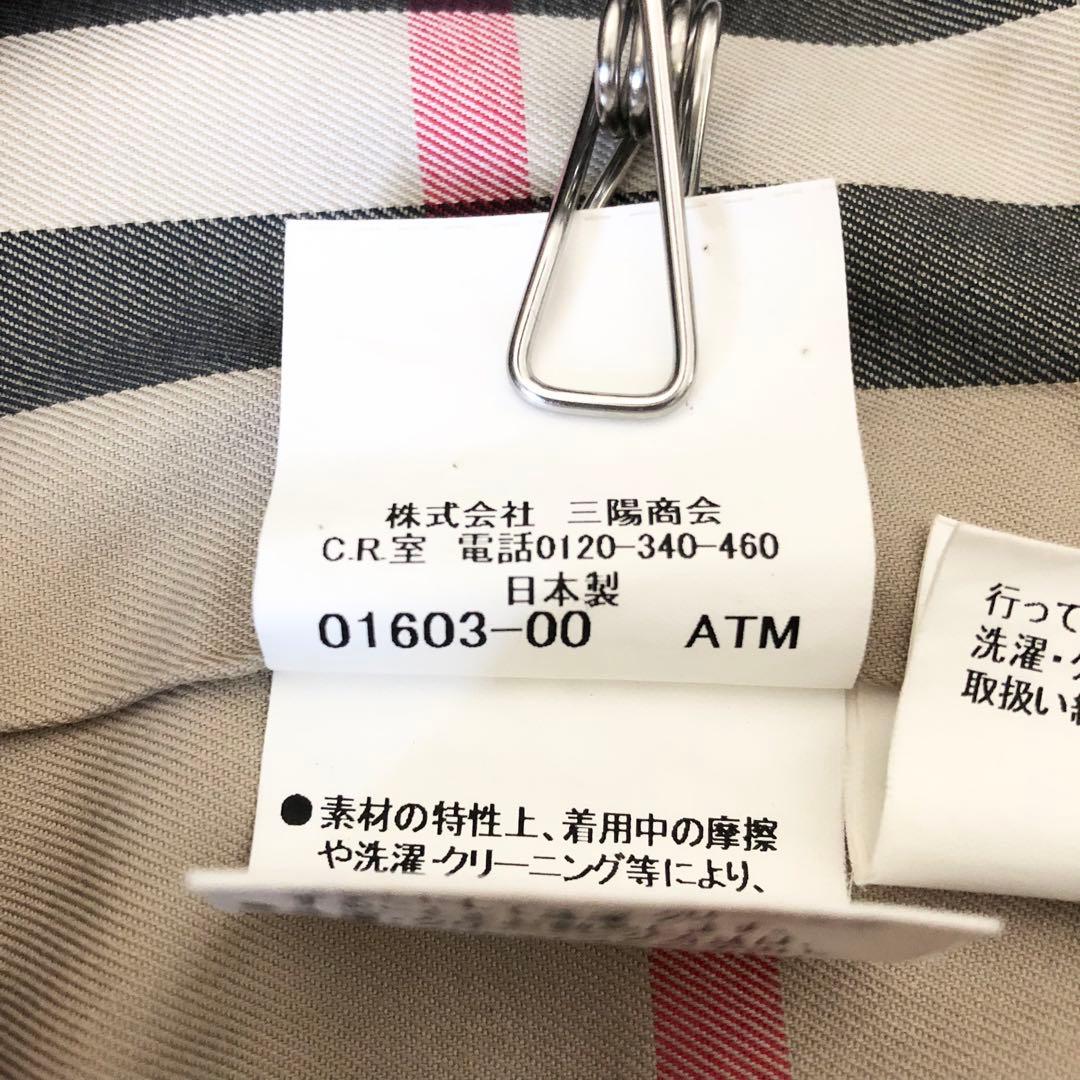 株式会社 三陽商会
C.R.室 電話0120-340-460
日本製
01603-00 ATM
●素材の特性上、着用中の摩擦
や洗濯・クリーニング等により、
行って
洗濯・
取扱い